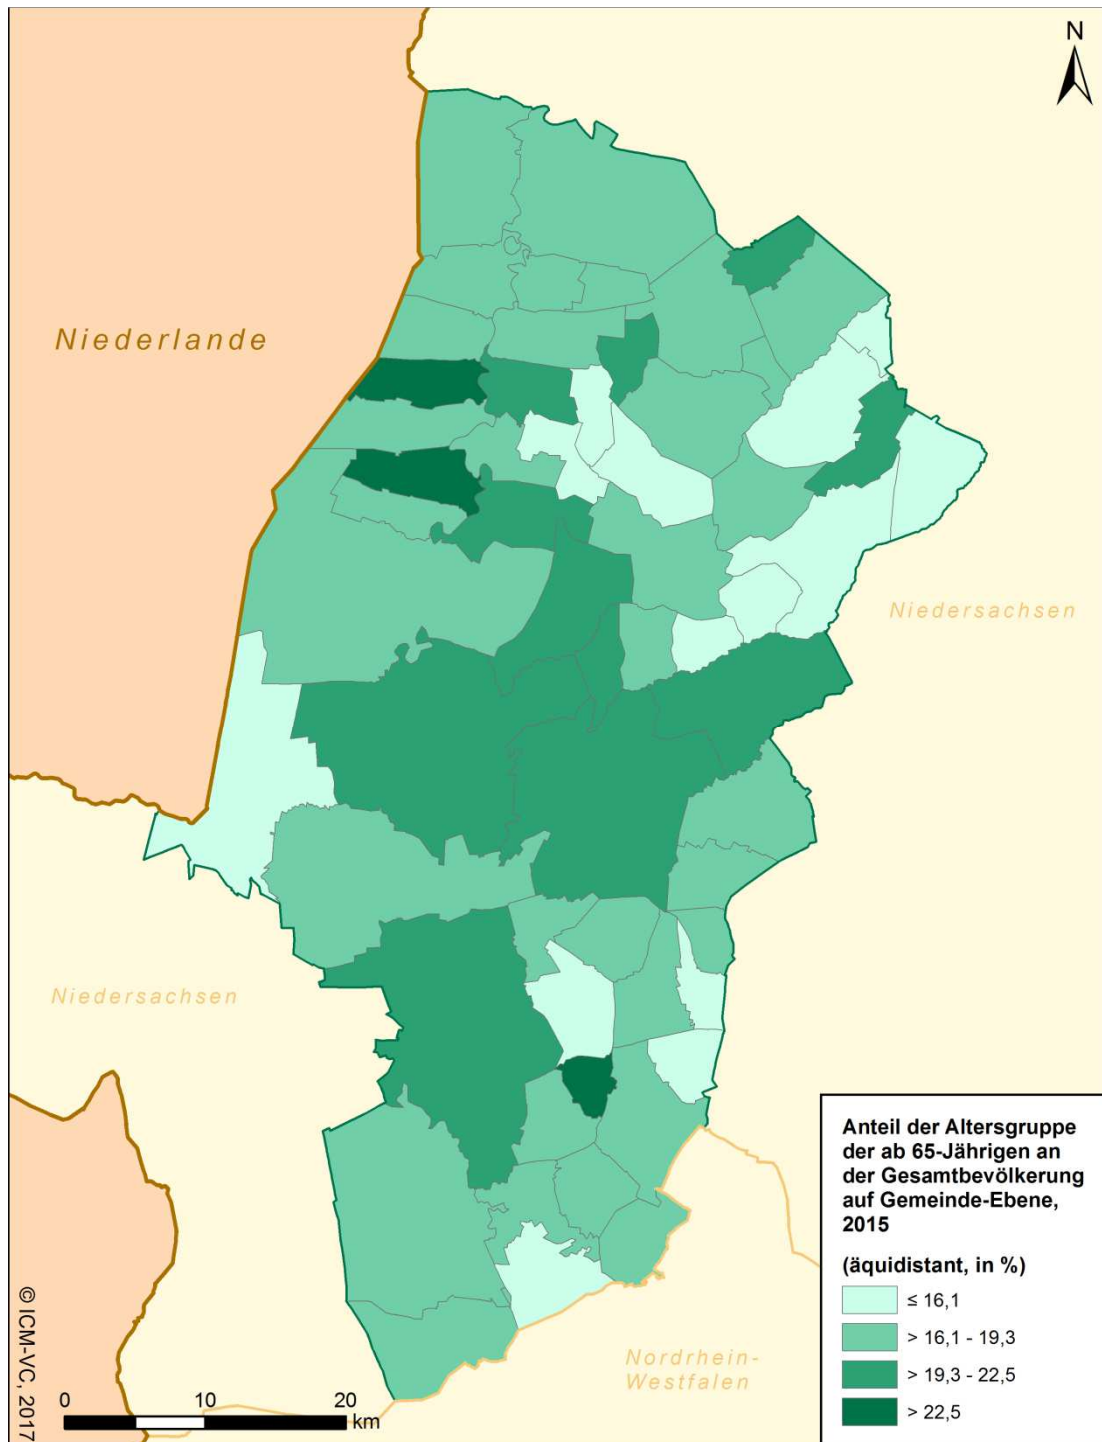 N
Niederlande
Niedersachsen
Niedersachsen
Nordrhein-
Westfalen
Anteil der Altersgruppe
der ab 65-Jährigen an
der Gesamtbevölkerung
auf Gemeinde-Ebene,
2015
(äquidistant, in %)
≤ 16,1
> 16,1 - 19,3
> 19,3 - 22,5
> 22,5
0 10 20
km
© ICM-VC, 2017